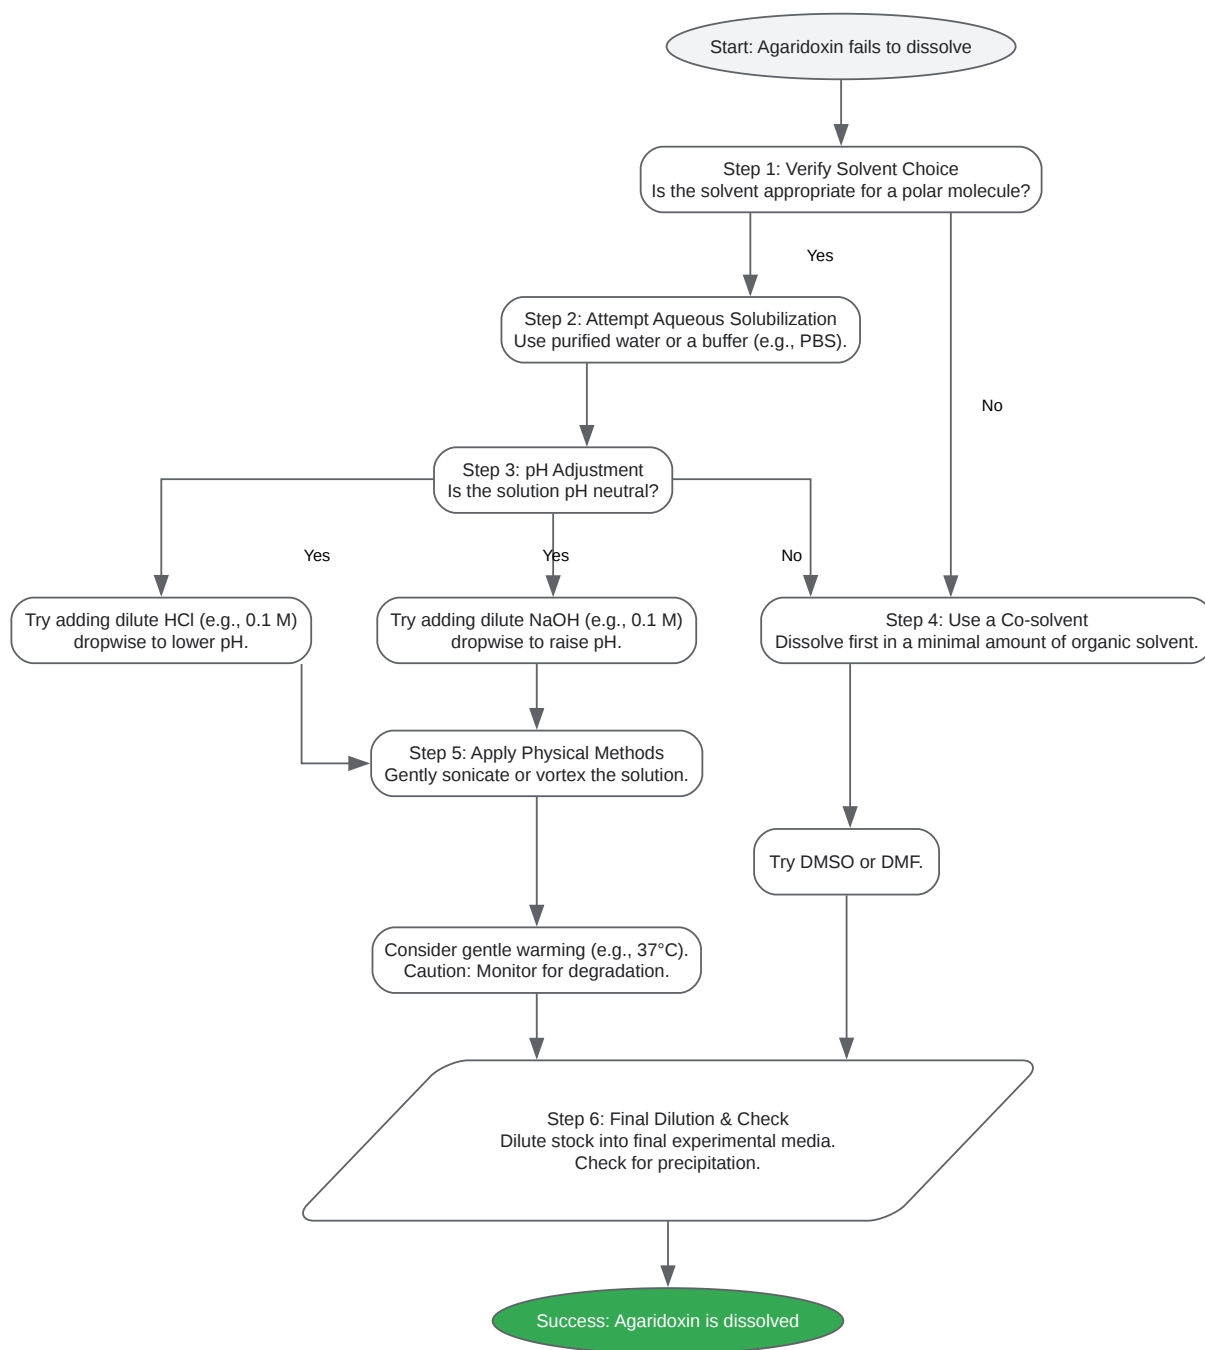 Start: Agaridoxin fails to dissolve
Step 1: Verify Solvent Choice
Is the solvent appropriate for a polar molecule?
Yes
Step 2: Attempt Aqueous Solubilization
Use purified water or a buffer (e.g., PBS).
No
Step 3: pH Adjustment
Is the solution pH neutral?
Yes
Yes
No
Try adding dilute HCl (e.g., 0.1 M)
dropwise to lower pH.
Try adding dilute NaOH (e.g., 0.1 M)
dropwise to raise pH.
Step 4: Use a Co-solvent
Dissolve first in a minimal amount of organic solvent.
Step 5: Apply Physical Methods
Gently sonicate or vortex the solution.
Try DMSO or DMF.
Consider gentle warming (e.g., 37°C).
Caution: Monitor for degradation.
Step 6: Final Dilution & Check
Dilute stock into final experimental media.
Check for precipitation.
Success: Agaridoxin is dissolved